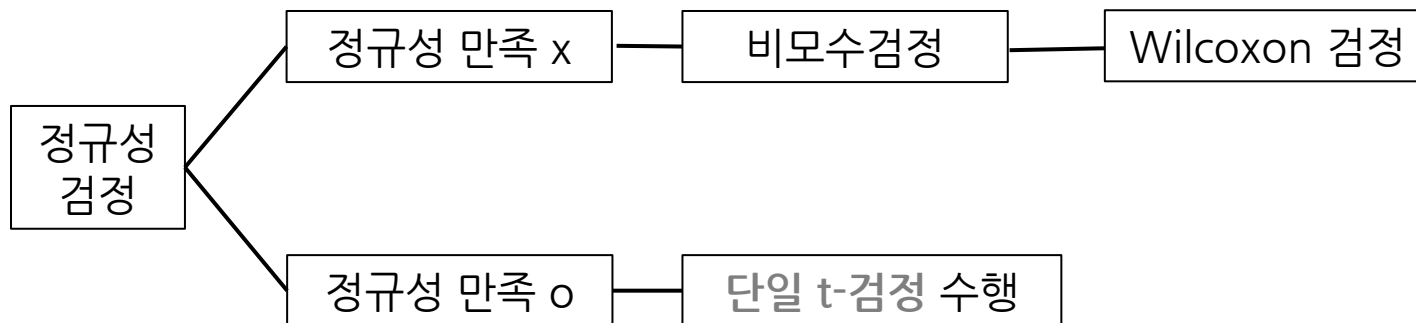 정규성 만족 x
비모수검정
Wilcoxon 검정
정규성
검정
정규성 만족 o
단일 t-검정 수행